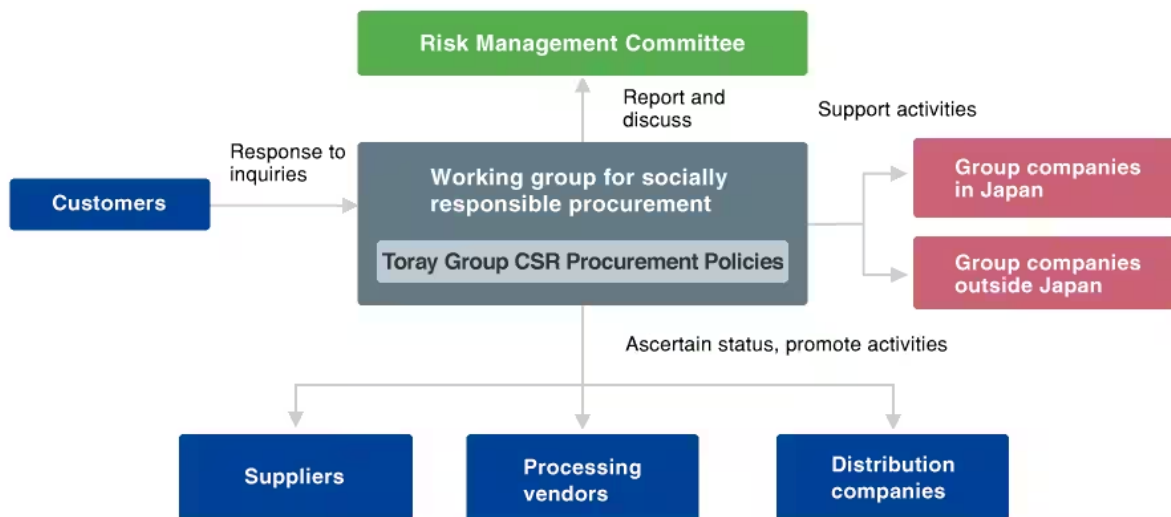 Risk Management Committee
Report and
discuss
Support activities
Response to
inquiries
Customers
Working group for socially
responsible procurement
Toray Group CSR Procurement Policies
Group companies
in Japan
Group companies
outside Japan
Ascertain status, promote activities
Suppliers
Processing
vendors
Distribution
companies